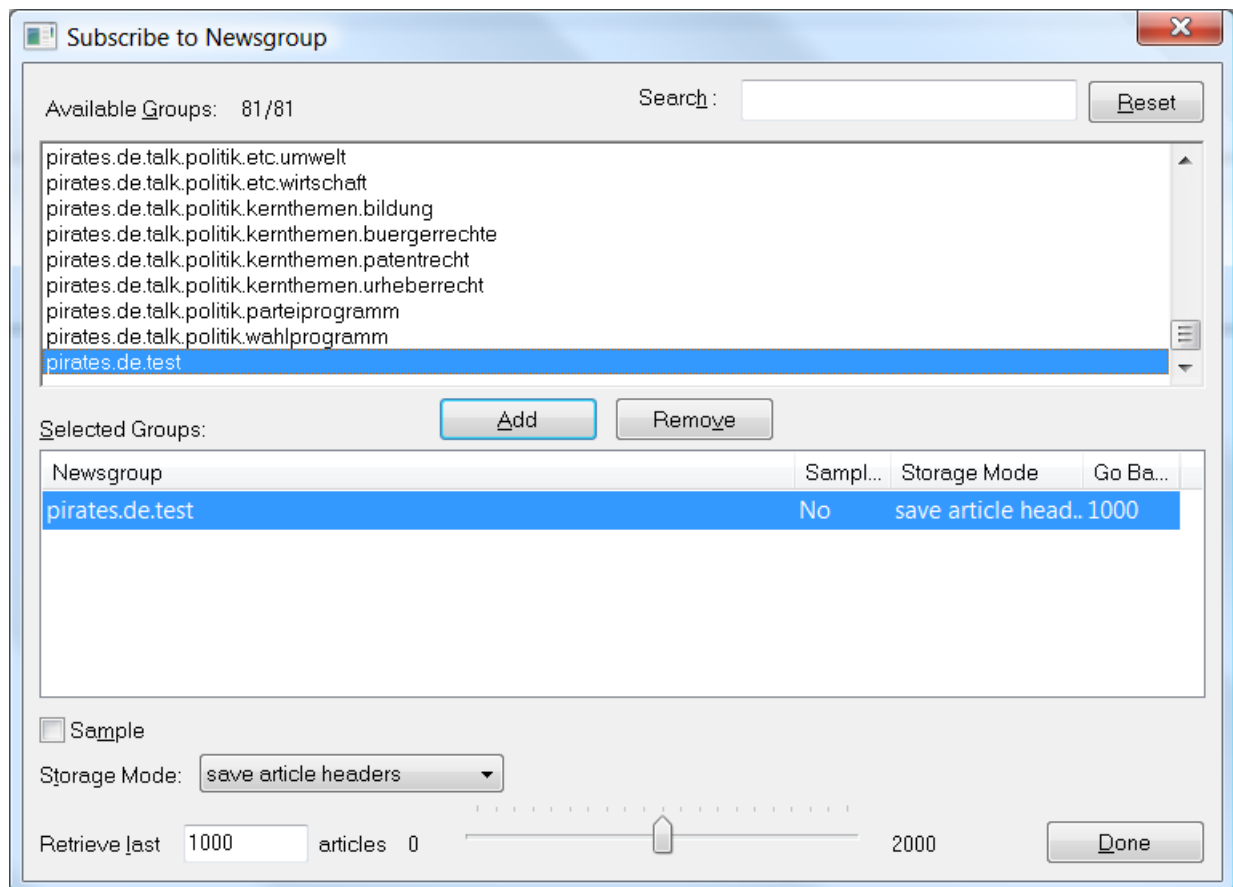 Subscribe to Newsgroup
Available Groups: 81/81 Search: Reset
pirates.de.talk.politik.etc.umwelt
pirates.de.talk.politik.etc.wirtschaft
pirates.de.talk.politik.kernthemen.bildung
pirates.de.talk.politik.kernthemen.buergerrechte
pirates.de.talk.politik.kernthemen.patentrecht
pirates.de.talk.politik.kernthemen.urheberrecht
pirates.de.talk.politik.parteiprogramm
pirates.de.talk.politik.wahlprogramm
pirates.de.test
Selected Groups: Add Remove
Newsgroup Sampl... Storage Mode Go Ba...
pirates.de.test No save article head.. 1000
Sample
Storage Mode: save article headers
Retrieve last 1000 articles 0 2000 Done